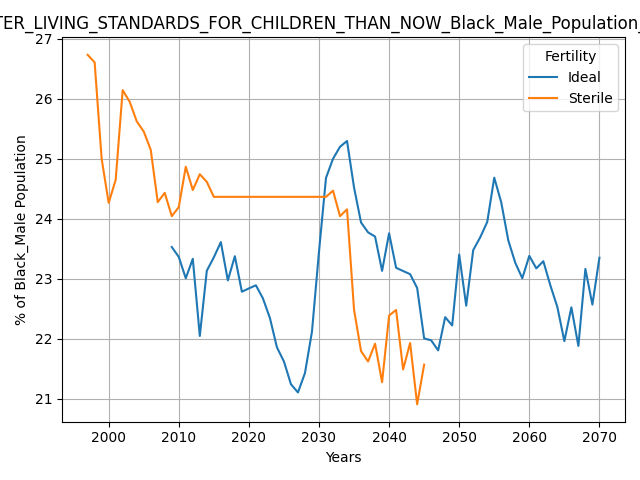 TER_LIVING_STANDARDS_FOR_CHILDREN_THAN_NOW_Black_Male_Population_
27
26
25
24
23
22
21
% of Black_Male Population
Fertility
Ideal
Sterile
2000 2010 2020 2030 2040 2050 2060 2070
Years